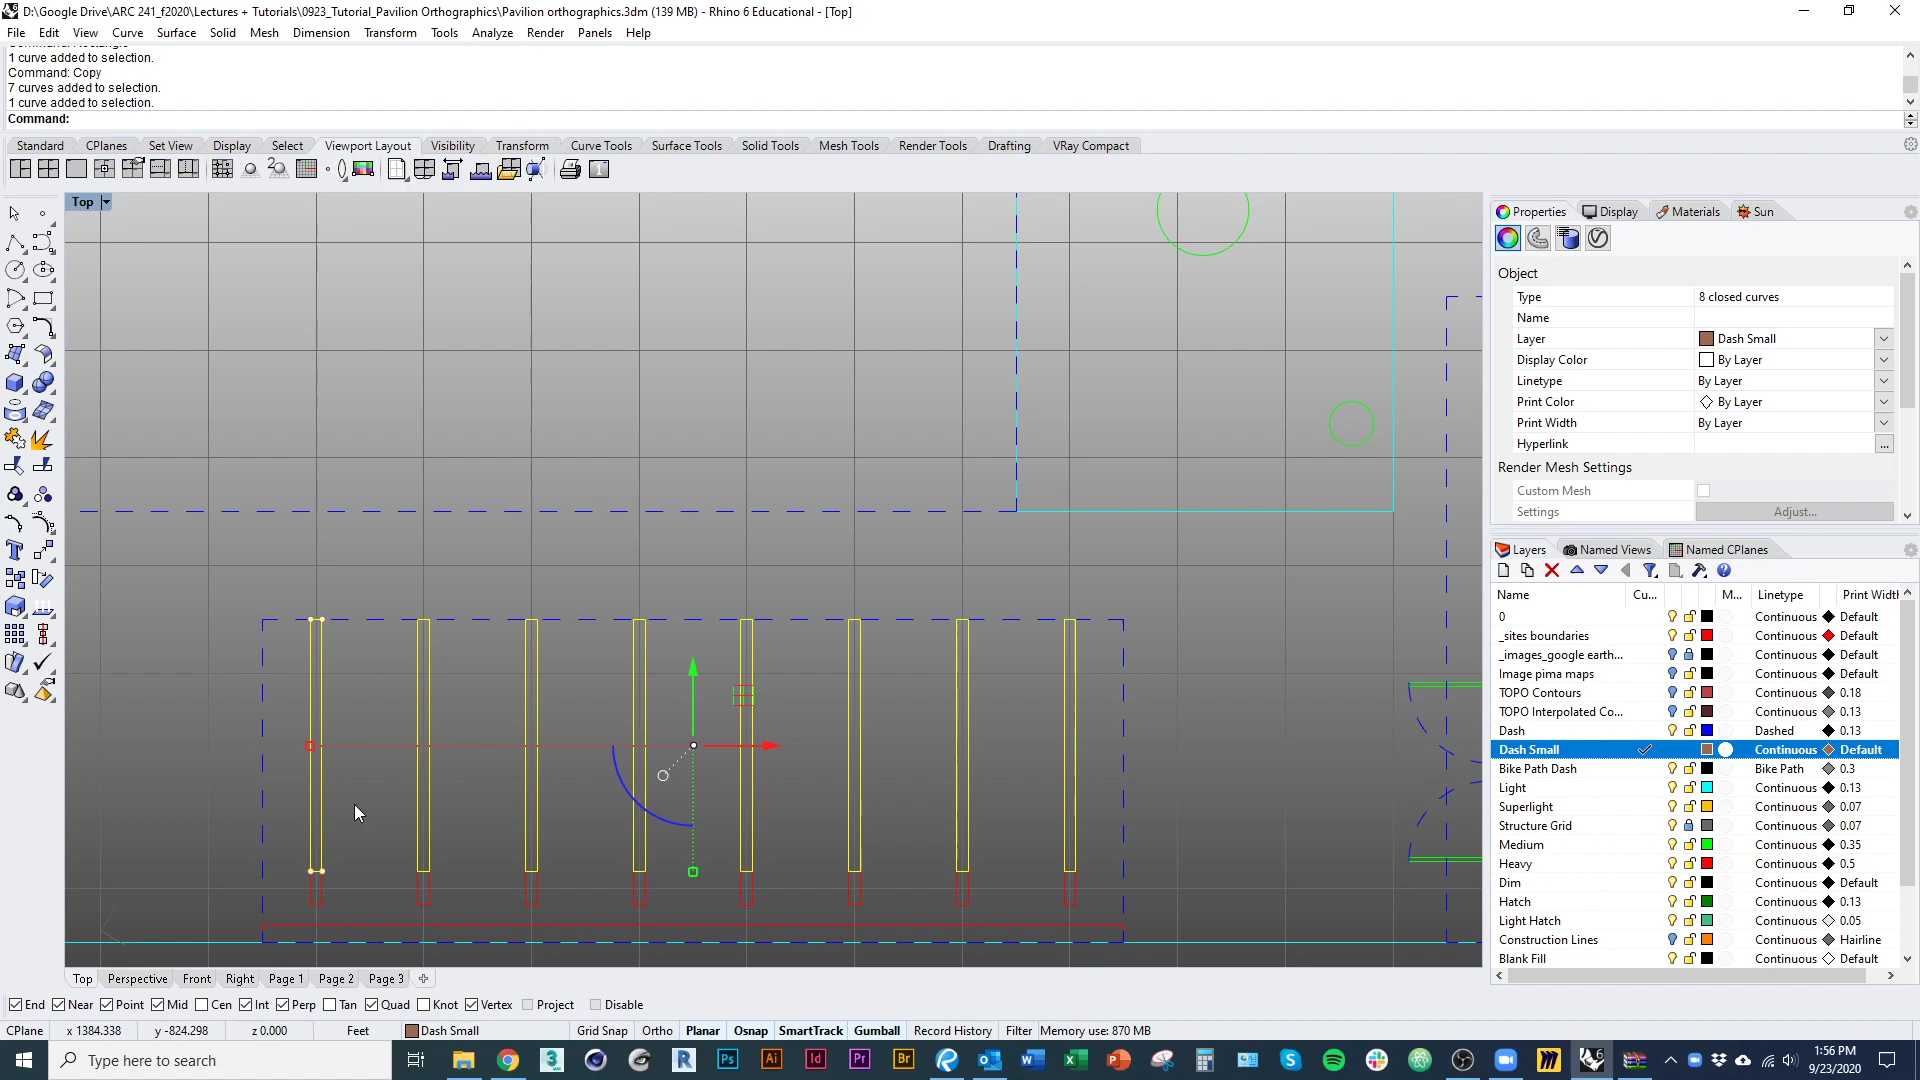 D:\Google Drive\ARC 241_f2020\Lectures + Tutorials\0923_Tutorial_Pavilion Orthographics\Pavilion orthographics.3dm (139 MB) - Rhino 6 Educational - [Top]
File Edit View Curve Surface Solid Mesh Dimension Transform Tools Analyze Render Panels Help
1 curve added to selection.
Command: Copy
7 curves added to selection.
1 curve added to selection.
Command:
Standard CPlanes Set View Display Select Viewport Layout Visibility Transform Curve Tools Surface Tools Solid Tools Mesh Tools Render Tools Drafting VRay Compact
Top
Properties Display Materials Sun
Object
Type 8 closed curves
Name
Layer Dash Small
Display Color By Layer
Linetype By Layer
Print Color By Layer
Print Width By Layer
Hyperlink ...
Render Mesh Settings
Custom Mesh
Settings Adjust...
Layers Named Views Named CPlanes
Name Cu... M... Linetype Print Width
0 Continuous Default
_sites boundaries Continuous Default
_images_google earth... Continuous Default
Image pima maps Continuous Default
TOPO Contours Continuous 0.18
TOPO Interpolated Co... Continuous 0.13
Dash Dashed 0.13
Dash Small Continuous Default
Bike Path Dash Bike Path 0.3
Light Continuous 0.13
Superlight Continuous 0.07
Structure Grid Continuous 0.07
Medium Continuous 0.35
Heavy Continuous 0.5
Dim Continuous Default
Hatch Continuous 0.13
Light Hatch Continuous 0.05
Construction Lines Continuous Hairline
Blank Fill Continuous Default
Top Perspective Front Right Page 1 Page 2 Page 3
End Near Point Mid Cen Int Perp Tan Quad Knot Vertex Project Disable
CPlane x 1384.338 y -824.298 z 0.000 Feet Dash Small Grid Snap Ortho Planar Osnap SmartTrack Gumball Record History Filter Memory use: 870 MB
Type here to search
Ps Ai Id Pr Br
1:56 PM
9/23/2020